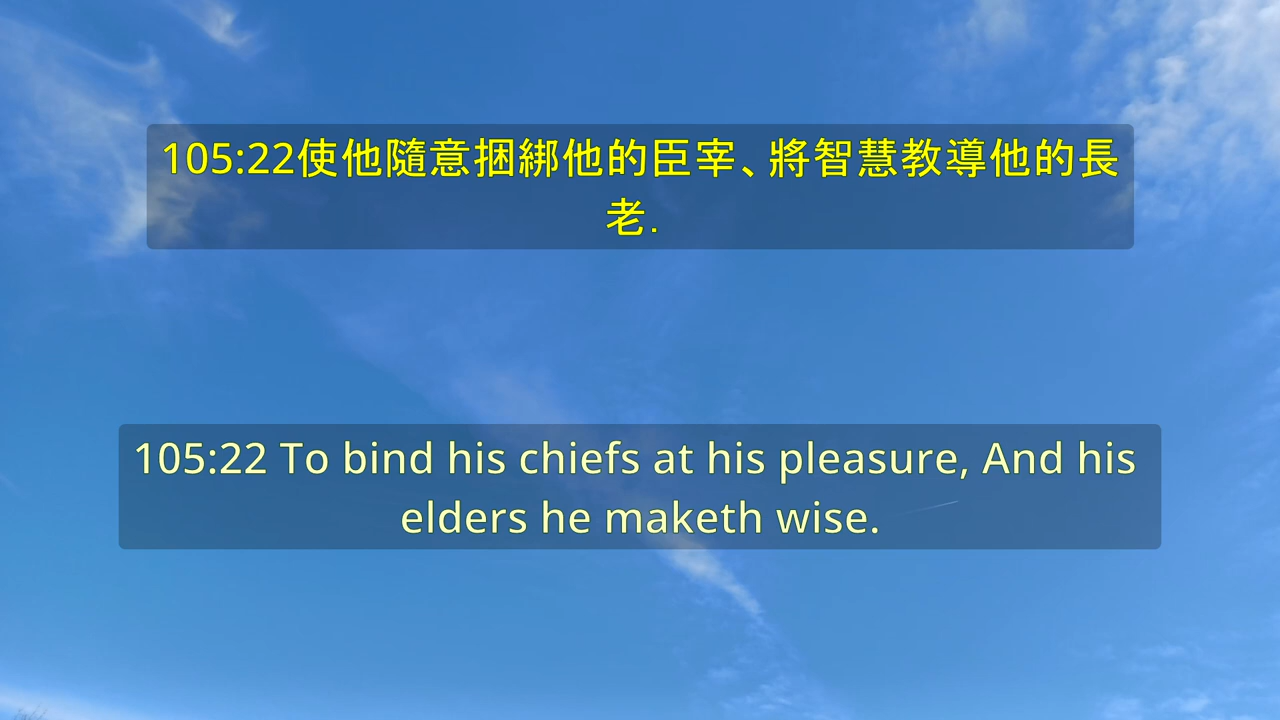 105:22使他隨意捆綁他的臣宰、將智慧教導他的長
老.
105:22 To bind his chiefs at his pleasure, And his
elders he maketh wise.